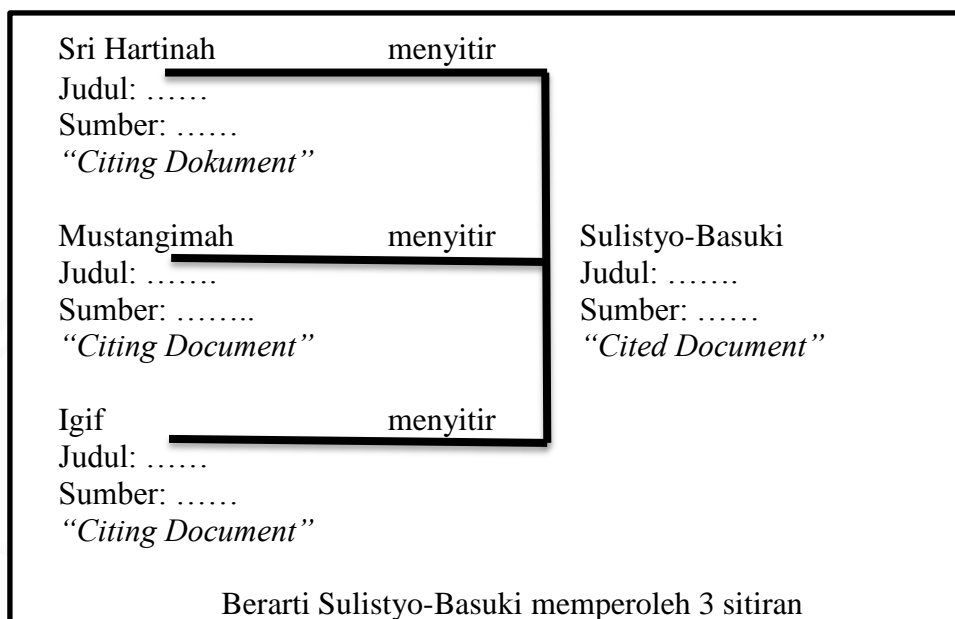 Sri Hartinah menyitir
Judul: ……
Sumber: ……
“Citing Dokument”
Mustangimah menyitir Sulistyo-Basuki
Judul: ……. Judul: …….
Sumber: …….. Sumber: ……
“Citing Document” “Cited Document”
Igif menyitir
Judul: ……
Sumber: ……
“Citing Document”
Berarti Sulistyo-Basuki memperoleh 3 sitiran